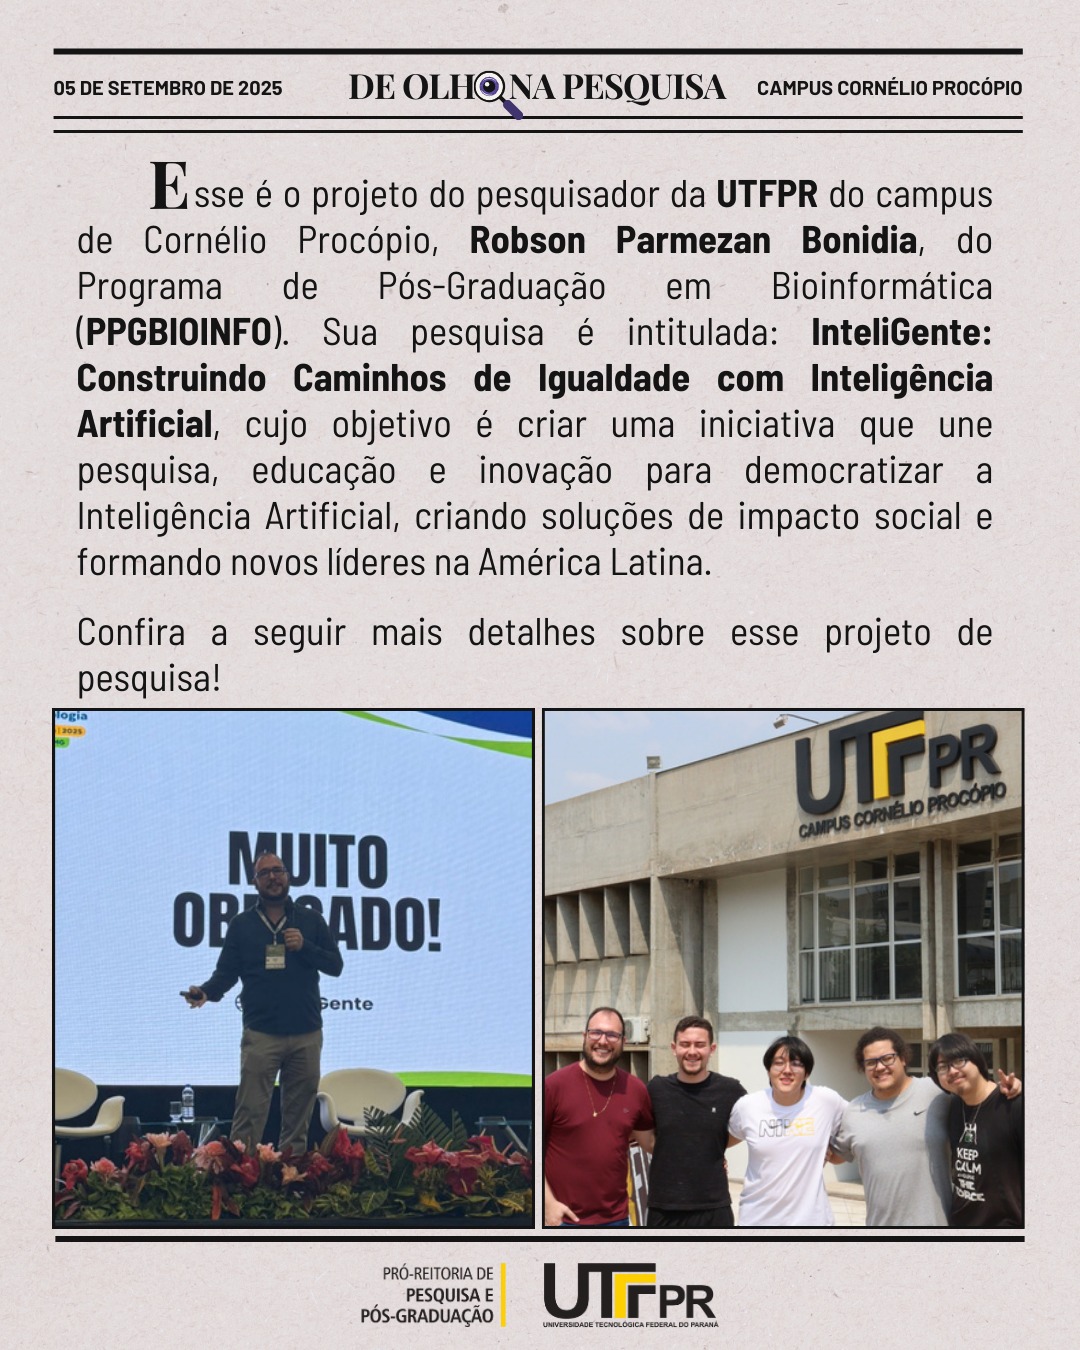 05 DE SETEMBRO DE 2025
DE OLHO NA PESQUISA
CAMPUS CORNÉLIO PROCÓPIO
Esse é o projeto do pesquisador da UTFPR do campus
de Cornélio Procópio, Robson Parmezan Bonidia, do
Programa de Pós-Graduação em Bioinformática
(PPGBIOINFO). Sua pesquisa é intitulada: InteliGente:
Construindo Caminhos de Igualdade com Inteligência
Artificial, cujo objetivo é criar uma iniciativa que une
pesquisa, educação e inovação para democratizar a
Inteligência Artificial, criando soluções de impacto social e
formando novos líderes na América Latina.
Confira a seguir mais detalhes sobre esse projeto de
pesquisa!
logia
2025
MUITO
OB GADO!
Gente
UTFPR
CAMPUS CORNÉLIO PROCÓPIO
KEEP
CALM
THE
FORCE
PRÓ-REITORIA DE
PESQUISA E
PÓS-GRADUAÇÃO
UTFPR
UNIVERSIDADE TECNOLÓGICA FEDERAL DO PARANÁ